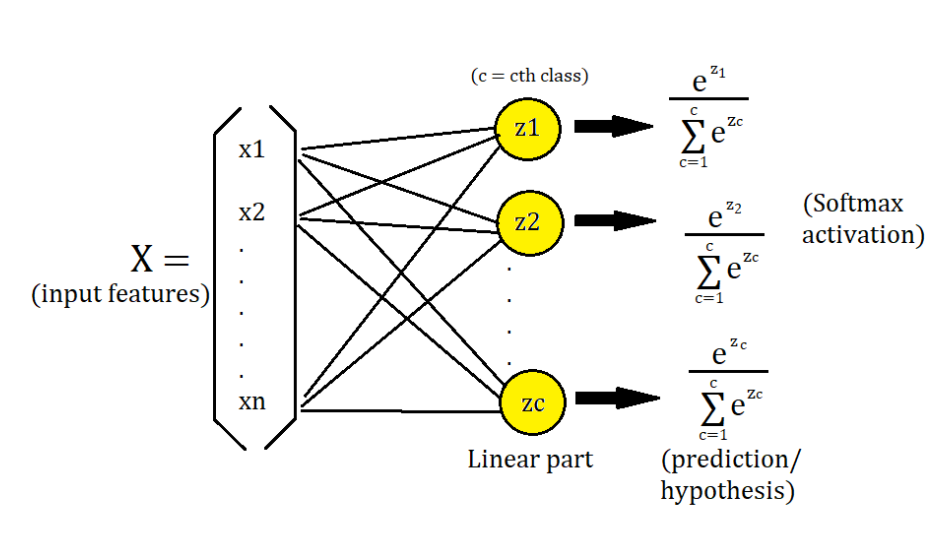 (c = cth class)
x1
x2
.
.
.
.
.
xn
X =
(input features)
z1
z2
.
.
.
.
zc
Linear part
e^z1
c
∑ e^zc
c=1
e^z2
c
∑ e^zc
c=1
(Softmax
activation)
e^zc
c
∑ e^zc
c=1
(prediction/
hypothesis)